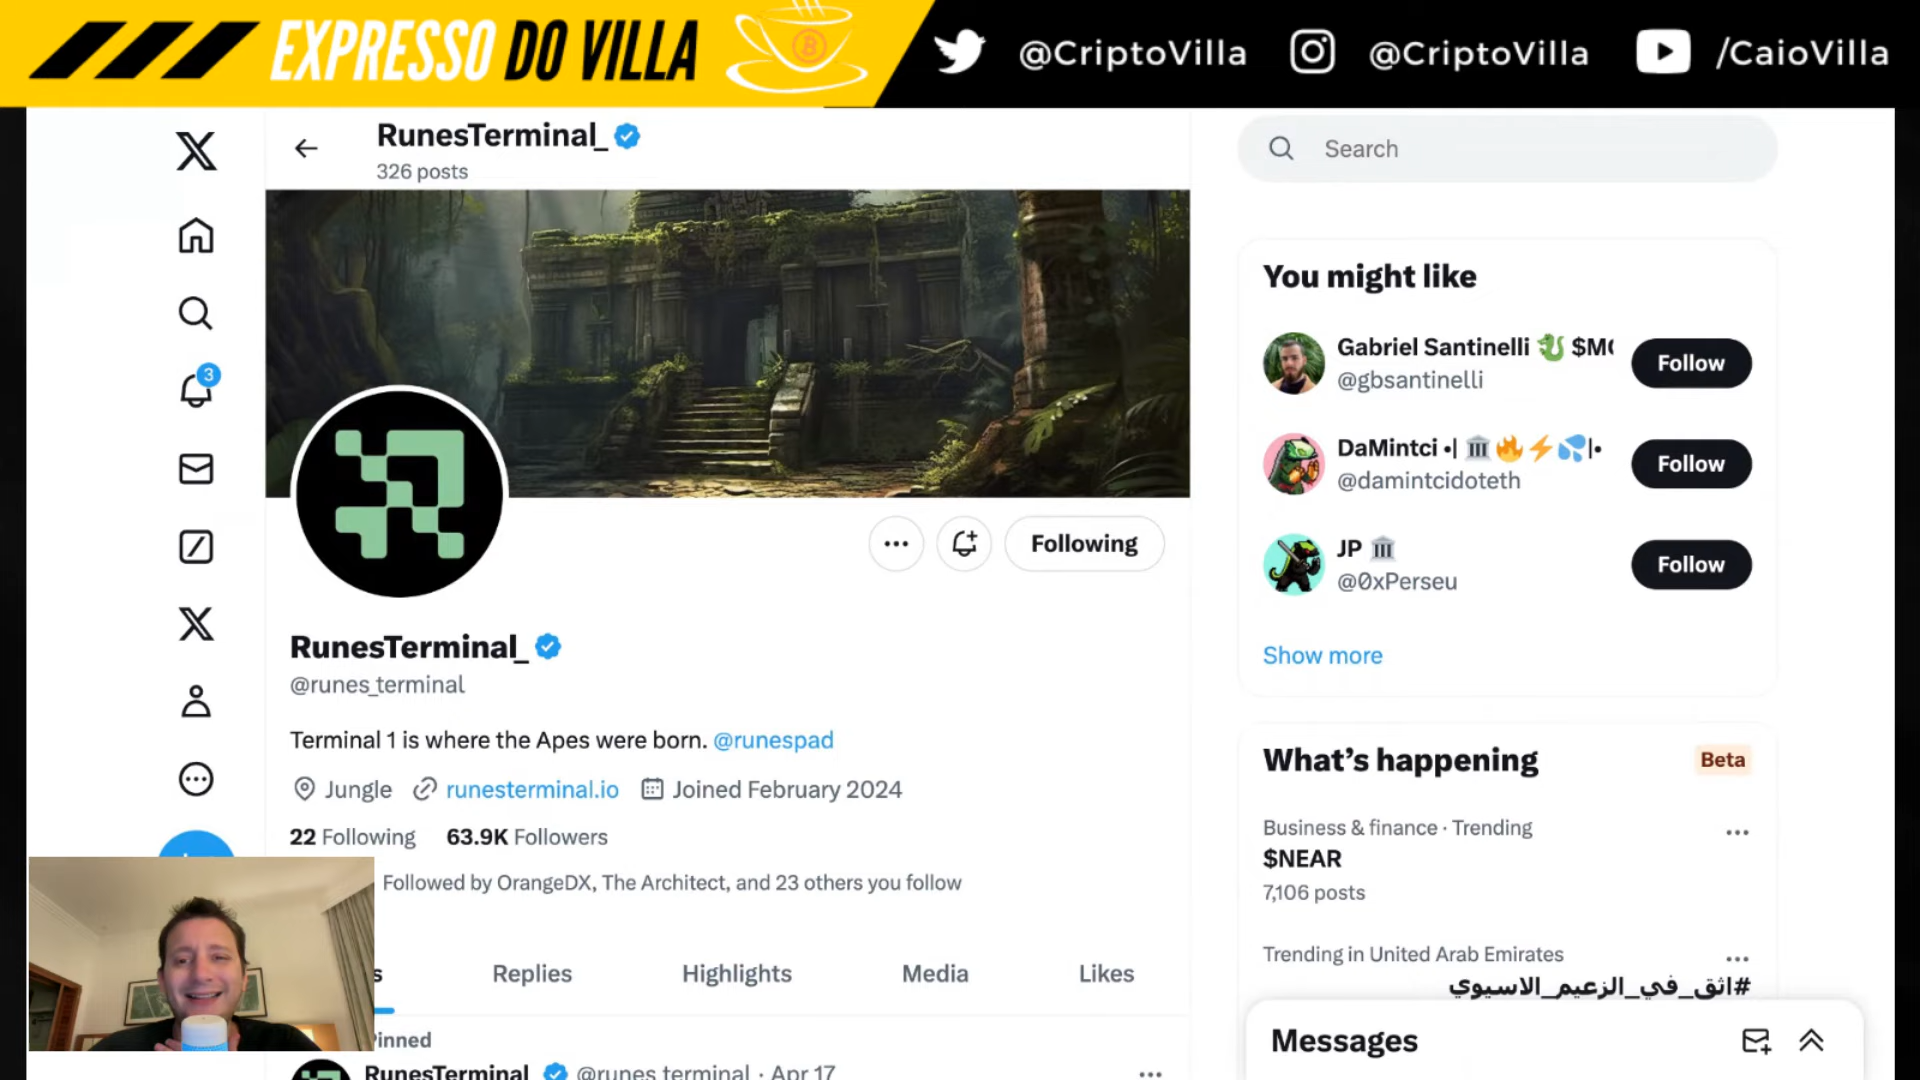 EXPRESSO DO VILLA
@CriptoVilla
@CriptoVilla
/CaioVilla
RunesTerminal_
326 posts
Search
3
Following
RunesTerminal_
@runes_terminal
Terminal 1 is where the Apes were born. @runespad
Jungle runesterminal.io Joined February 2024
22 Following 63.9K Followers
Followed by OrangeDX, The Architect, and 23 others you follow
Replies Highlights Media Likes
RunesTerminal @runes_terminal · Apr 17
You might like
Gabriel Santinelli
@gbsantinelli
Follow
DaMintci
@damintcidoteth
Follow
JP
@0xPerseu
Follow
Show more
What's happening
Beta
Business & finance · Trending
$NEAR
7,106 posts
Trending in United Arab Emirates
#اثق_في_الزعيم_الاسيوي
Messages